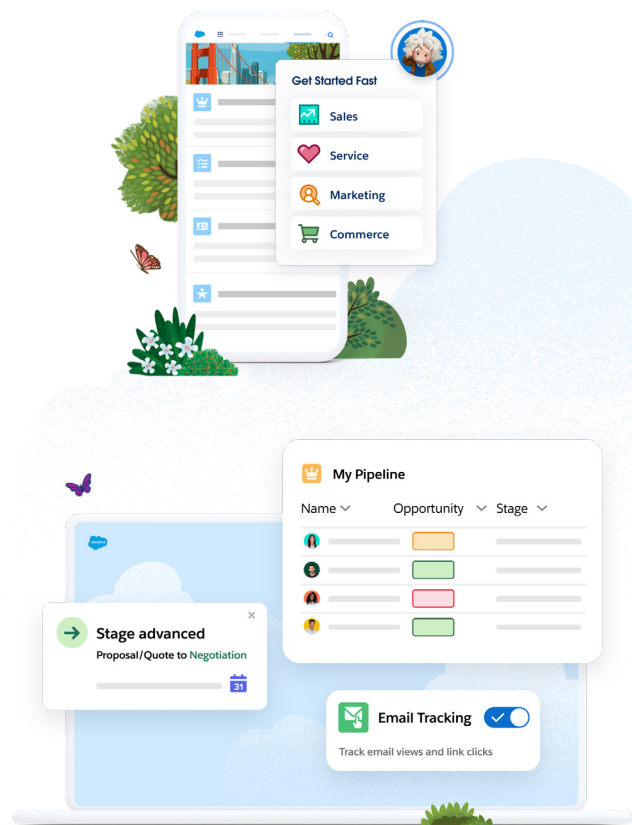 Get Started Fast
Sales
Service
Marketing
Commerce
My Pipeline
Name Opportunity Stage
Stage advanced
Proposal/Quote to Negotiation
31
Email Tracking
Track email views and link clicks